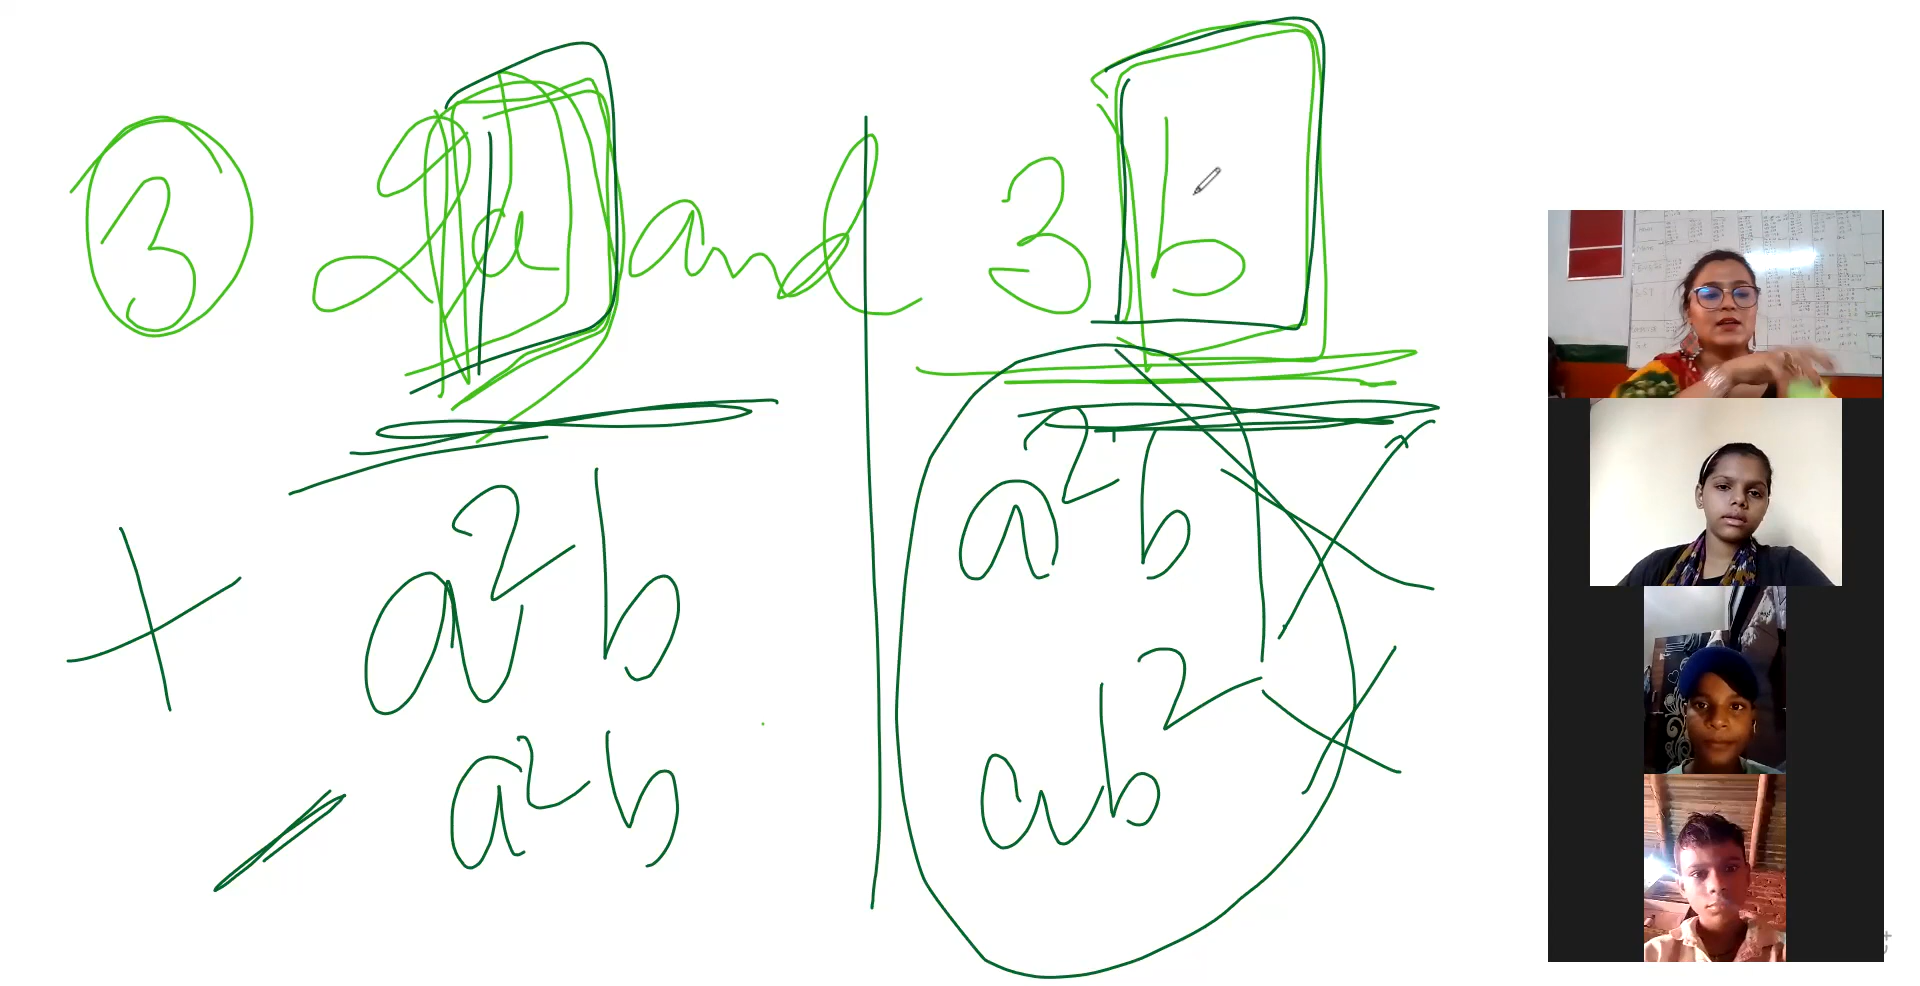 ③ 2a and 3b
+ a²b
- a²b
a²b
ab²